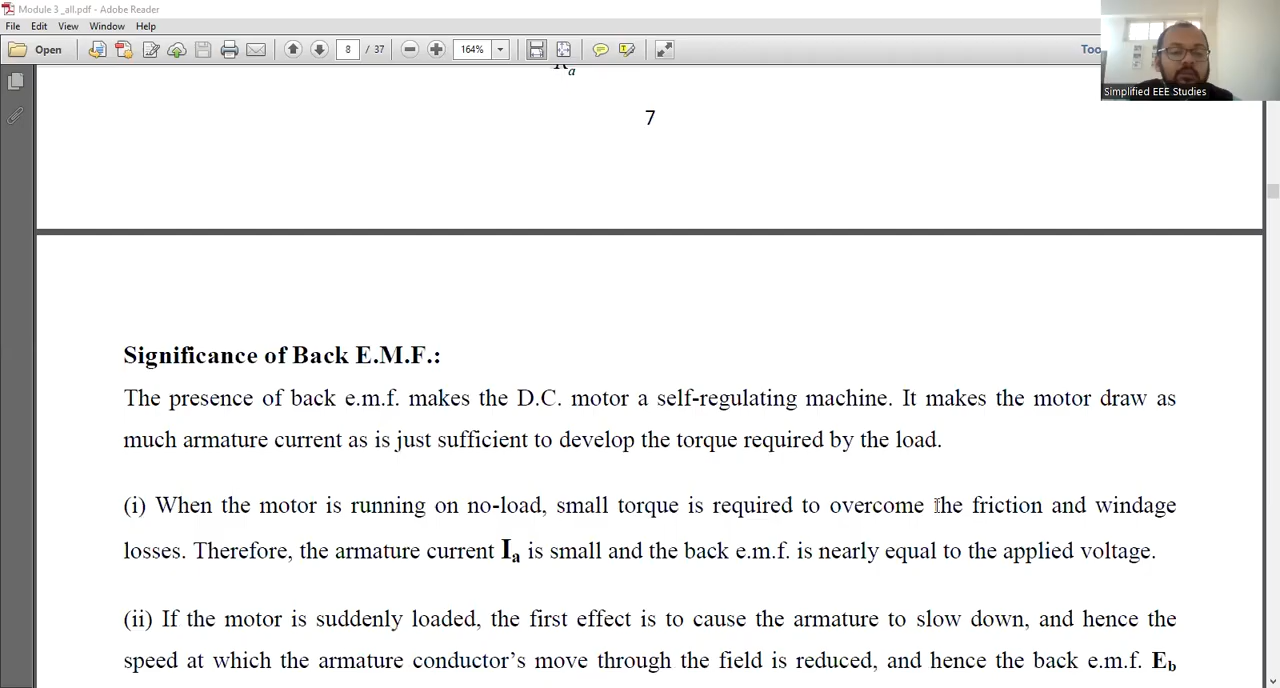 Module 3 _all.pdf - Adobe Reader
File Edit View Window Help
Open 8 / 37 164% Too
Simplified EEE Studies
a
7
Significance of Back E.M.F.:
The presence of back e.m.f. makes the D.C. motor a self-regulating machine. It makes the motor draw as
much armature current as is just sufficient to develop the torque required by the load.
(i) When the motor is running on no-load, small torque is required to overcome the friction and windage
losses. Therefore, the armature current Ia is small and the back e.m.f. is nearly equal to the applied voltage.
(ii) If the motor is suddenly loaded, the first effect is to cause the armature to slow down, and hence the
speed at which the armature conductor's move through the field is reduced, and hence the back e.m.f. Eb